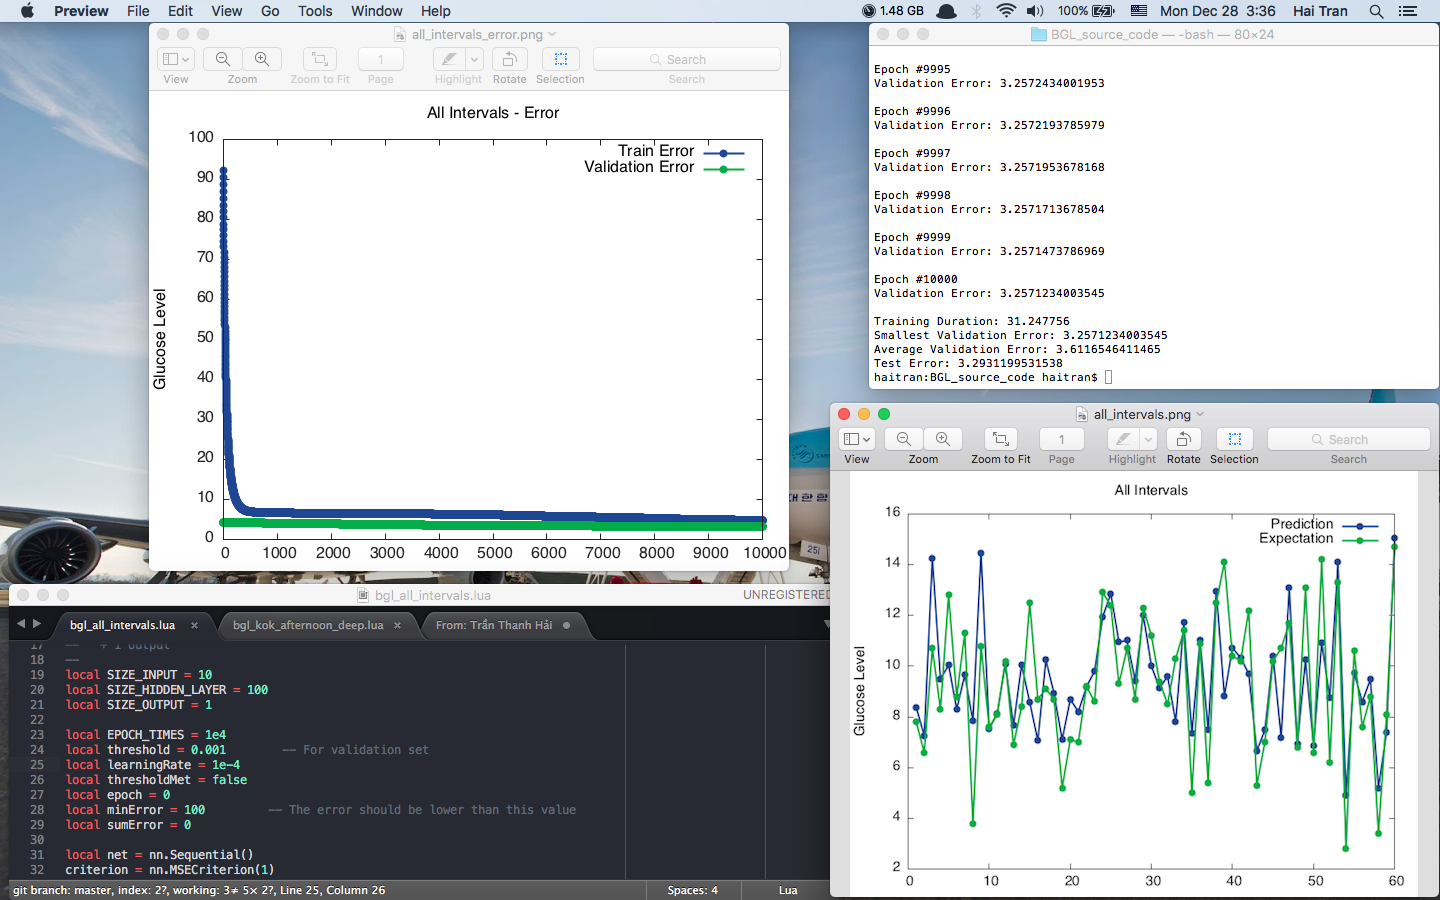 Preview File Edit View Go Tools Window Help
1.48 GB 100% Mon Dec 28 3:36 Hai Tran
all_intervals_error.png
1 Search
View Zoom Zoom to Fit Page Highlight Rotate Selection Search
All Intervals - Error
Train Error
Validation Error
Glucose Level
100
90
80
70
60
50
40
30
20
10
0
0 1000 2000 3000 4000 5000 6000 7000 8000 9000 10000
BGL_source_code — -bash — 80×24
Epoch #9995
Validation Error: 3.2572434001953
Epoch #9996
Validation Error: 3.2572193785979
Epoch #9997
Validation Error: 3.2571953678168
Epoch #9998
Validation Error: 3.2571713678504
Epoch #9999
Validation Error: 3.2571473786969
Epoch #10000
Validation Error: 3.2571234003545
Training Duration: 31.247756
Smallest Validation Error: 3.2571234003545
Average Validation Error: 3.6116546411465
Test Error: 3.2931199531538
haitran:BGL_source_code haitran$
대한항
251
all_intervals.png
1 Search
View Zoom Zoom to Fit Page Highlight Rotate Selection Search
All Intervals
Prediction
Expectation
Glucose Level
16
14
12
10
8
6
4
2
0 10 20 30 40 50 60
bgl_all_intervals.lua
UNREGISTERED
bgl_all_intervals.lua × bgl_kok_afternoon_deep.lua × From: Trần Thanh Hải
17 -- + 1 output
18 --
19 local SIZE_INPUT = 10
20 local SIZE_HIDDEN_LAYER = 100
21 local SIZE_OUTPUT = 1
22
23 local EPOCH_TIMES = 1e4
24 local threshold = 0.001 -- For validation set
25 local learningRate = 1e-4
26 local thresholdMet = false
27 local epoch = 0
28 local minError = 100 -- The error should be lower than this value
29 local sumError = 0
30
31 local net = nn.Sequential()
32 criterion = nn.MSECriterion(1)
git branch: master, index: 2?, working: 3≠ 5× 2?, Line 25, Column 26
Spaces: 4
Lua